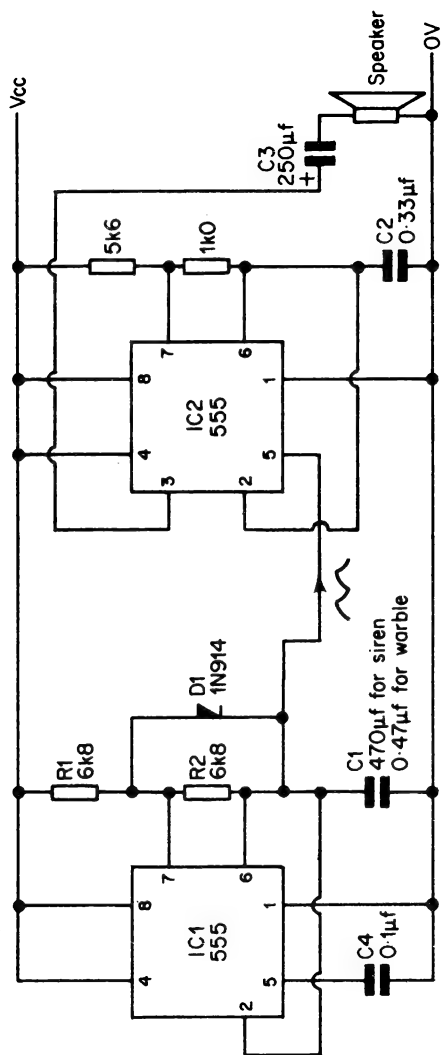 Vcc
R1
6k8
D1
1N914
R2
6k8
4
8
7
IC1
555
6
2
5
1
C4
0·1µf
C1
470µf for siren
0·47µf for warble
5k6
1k0
4
8
7
3
IC2
555
6
2
5
1
C2
0·33µf
C3
250µf
+
Speaker
0V